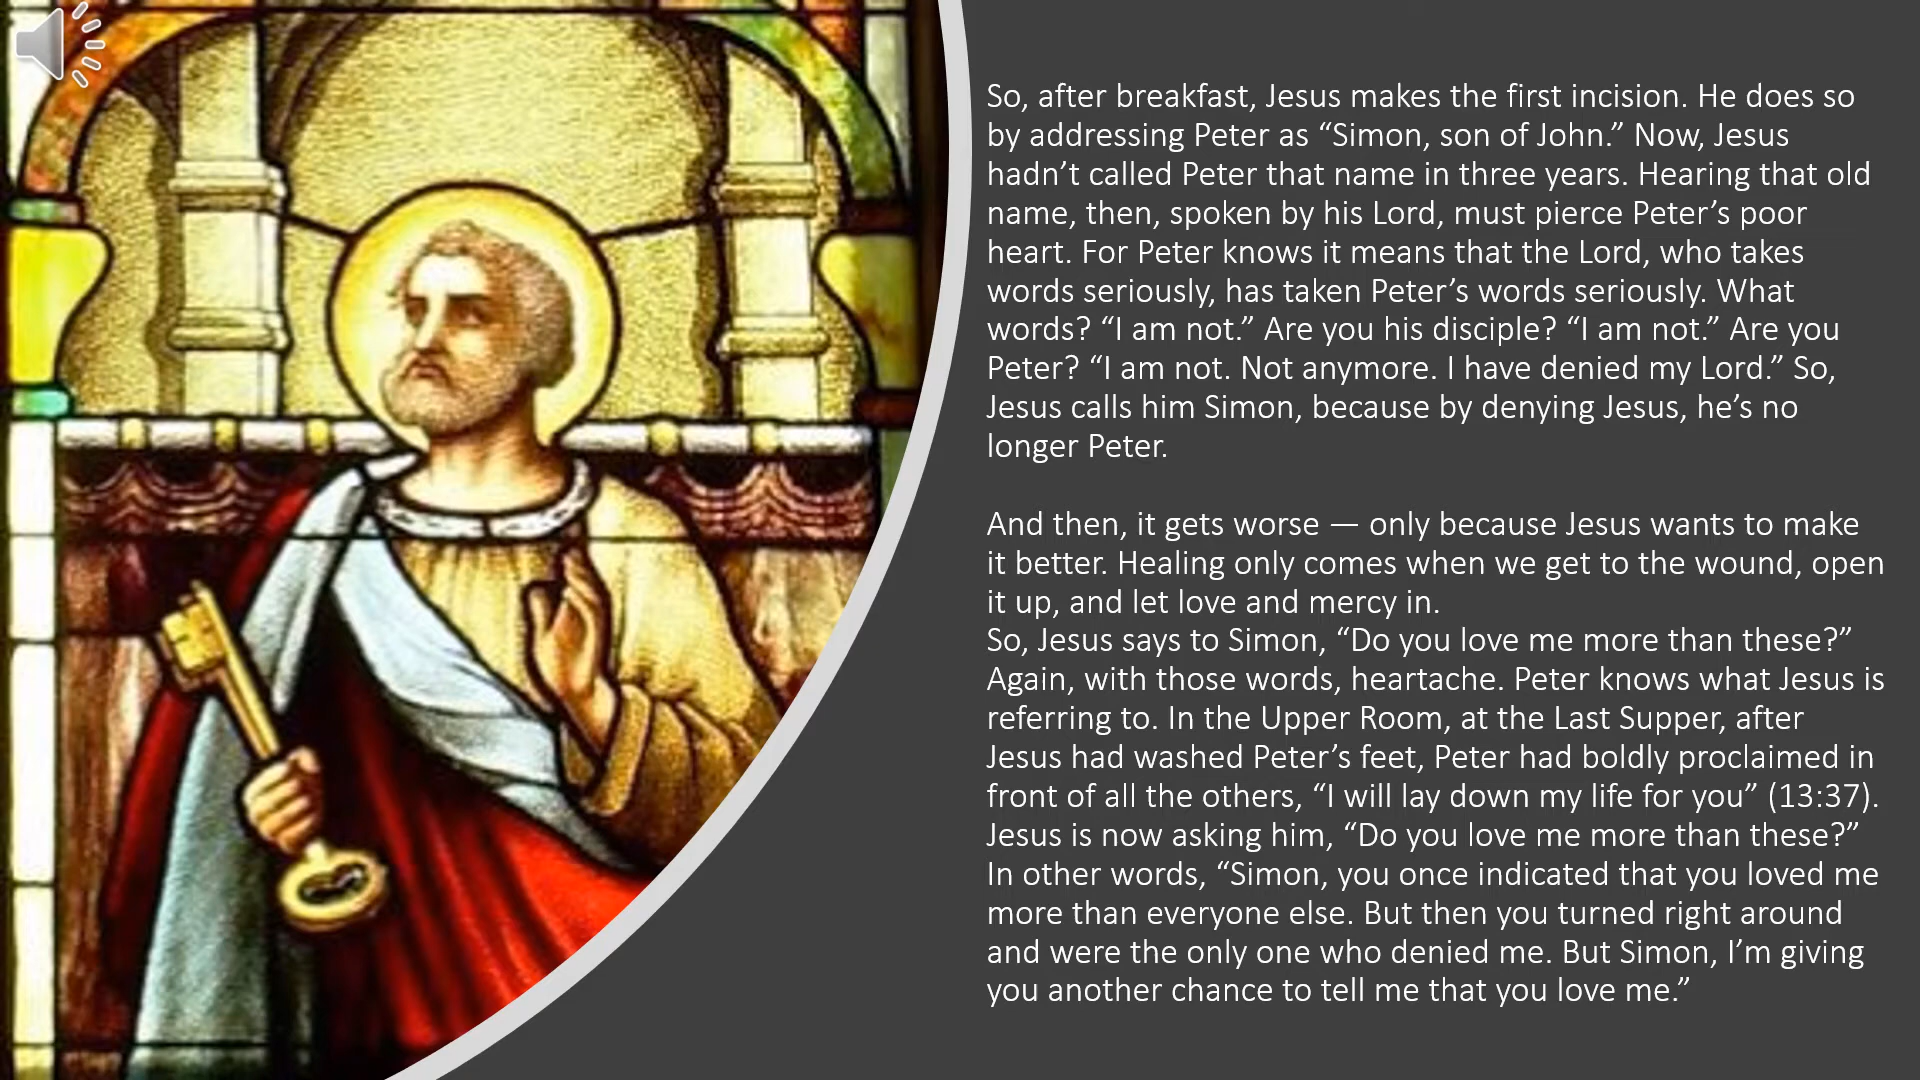 So, after breakfast, Jesus makes the first incision. He does so
by addressing Peter as “Simon, son of John.” Now, Jesus
hadn’t called Peter that name in three years. Hearing that old
name, then, spoken by his Lord, must pierce Peter’s poor
heart. For Peter knows it means that the Lord, who takes
words seriously, has taken Peter’s words seriously. What
words? “I am not.” Are you his disciple? “I am not.” Are you
Peter? “I am not. Not anymore. I have denied my Lord.” So,
Jesus calls him Simon, because by denying Jesus, he’s no
longer Peter.
And then, it gets worse — only because Jesus wants to make
it better. Healing only comes when we get to the wound, open
it up, and let love and mercy in.
So, Jesus says to Simon, “Do you love me more than these?”
Again, with those words, heartache. Peter knows what Jesus is
referring to. In the Upper Room, at the Last Supper, after
Jesus had washed Peter’s feet, Peter had boldly proclaimed in
front of all the others, “I will lay down my life for you” (13:37).
Jesus is now asking him, “Do you love me more than these?”
In other words, “Simon, you once indicated that you loved me
more than everyone else. But then you turned right around
and were the only one who denied me. But Simon, I’m giving
you another chance to tell me that you love me.”